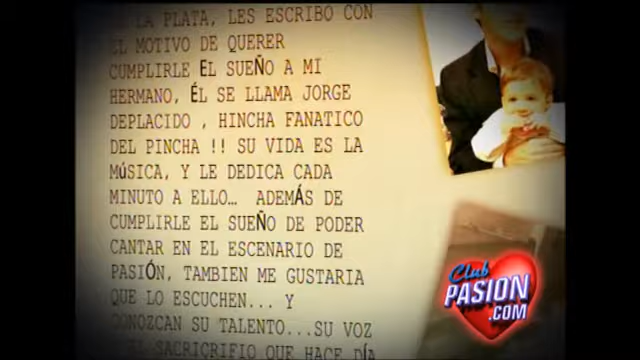 LA PLATA, LES ESCRIBO CON
EL MOTIVO DE QUERER
CUMPLIRLE EL SUEÑO A MI
HERMANO, ÉL SE LLAMA JORGE
DEPLACIDO , HINCHA FANATICO
DEL PINCHA !! SU VIDA ES LA
MúSICA, Y LE DEDICA CADA
MINUTO A ELLO... ADEMÁS DE
CUMPLIRLE EL SUEÑO DE PODER
CANTAR EN EL ESCENARIO DE
PASIÓN, TAMBIEN ME GUSTARIA
QUE LO ESCUCHEN... Y
CONOZCAN SU TALENTO...SU VOZ
EL SACRICRIFIO QUE HACE DÍA
Club
PASION
.COM